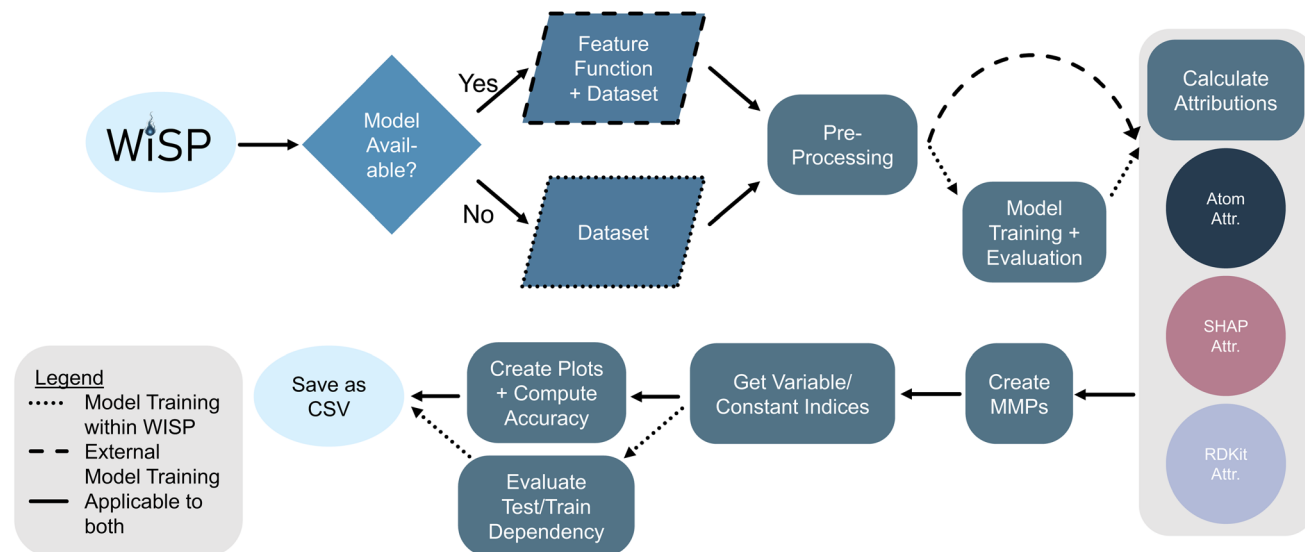 WiSP
Model
Avail-
able?
Yes
No
Feature
Function
+ Dataset
Dataset
Pre-
Processing
Model
Training +
Evaluation
Calculate
Attributions
Atom
Attr.
SHAP
Attr.
RDKit
Attr.
Create
MMPs
Get Variable/
Constant Indices
Create Plots
+ Compute
Accuracy
Evaluate
Test/Train
Dependency
Save as
CSV
Legend
Model Training
within WISP
External
Model Training
Applicable to
both